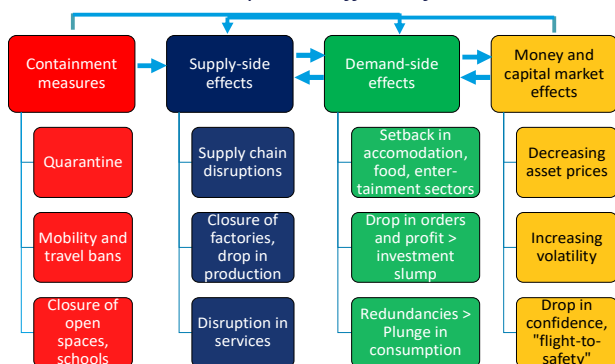 Containment
measures
Supply-side
effects
Demand-side
effects
Money and
capital market
effects
Quarantine
Mobility and
travel bans
Closure of
open
spaces, schools
Supply chain
disruptions
Closure of
factories,
drop in
production
Disruption in
services
Setback in
accomodation,
food, enter-
tainment sectors
Drop in orders
and profit >
investment
slump
Redundancies >
Plunge in
consumption
Decreasing
asset prices
Increasing
volatility
Drop in
confidence,
"flight-to-
safety"